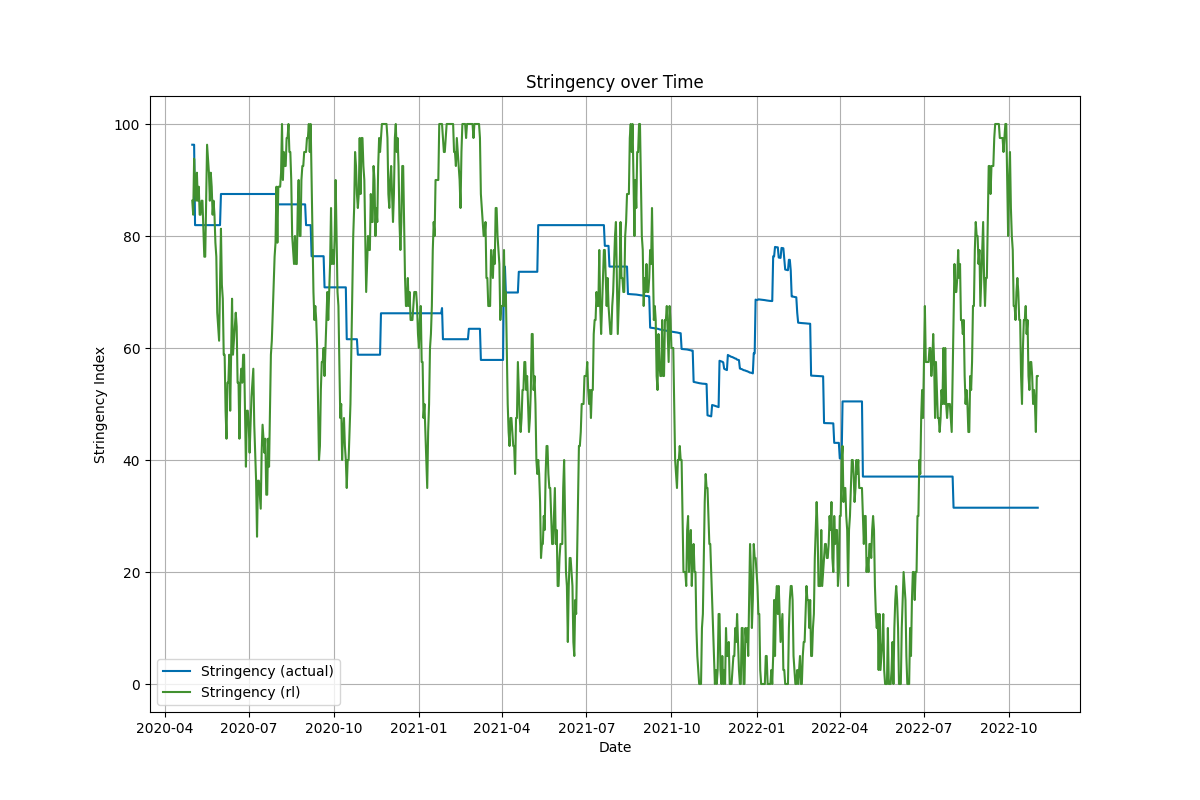 Stringency over Time
Stringency Index
100
80
60
40
20
0
Stringency (actual)
Stringency (rl)
2020-04 2020-07 2020-10 2021-01 2021-04 2021-07 2021-10 2022-01 2022-04 2022-07 2022-10
Date